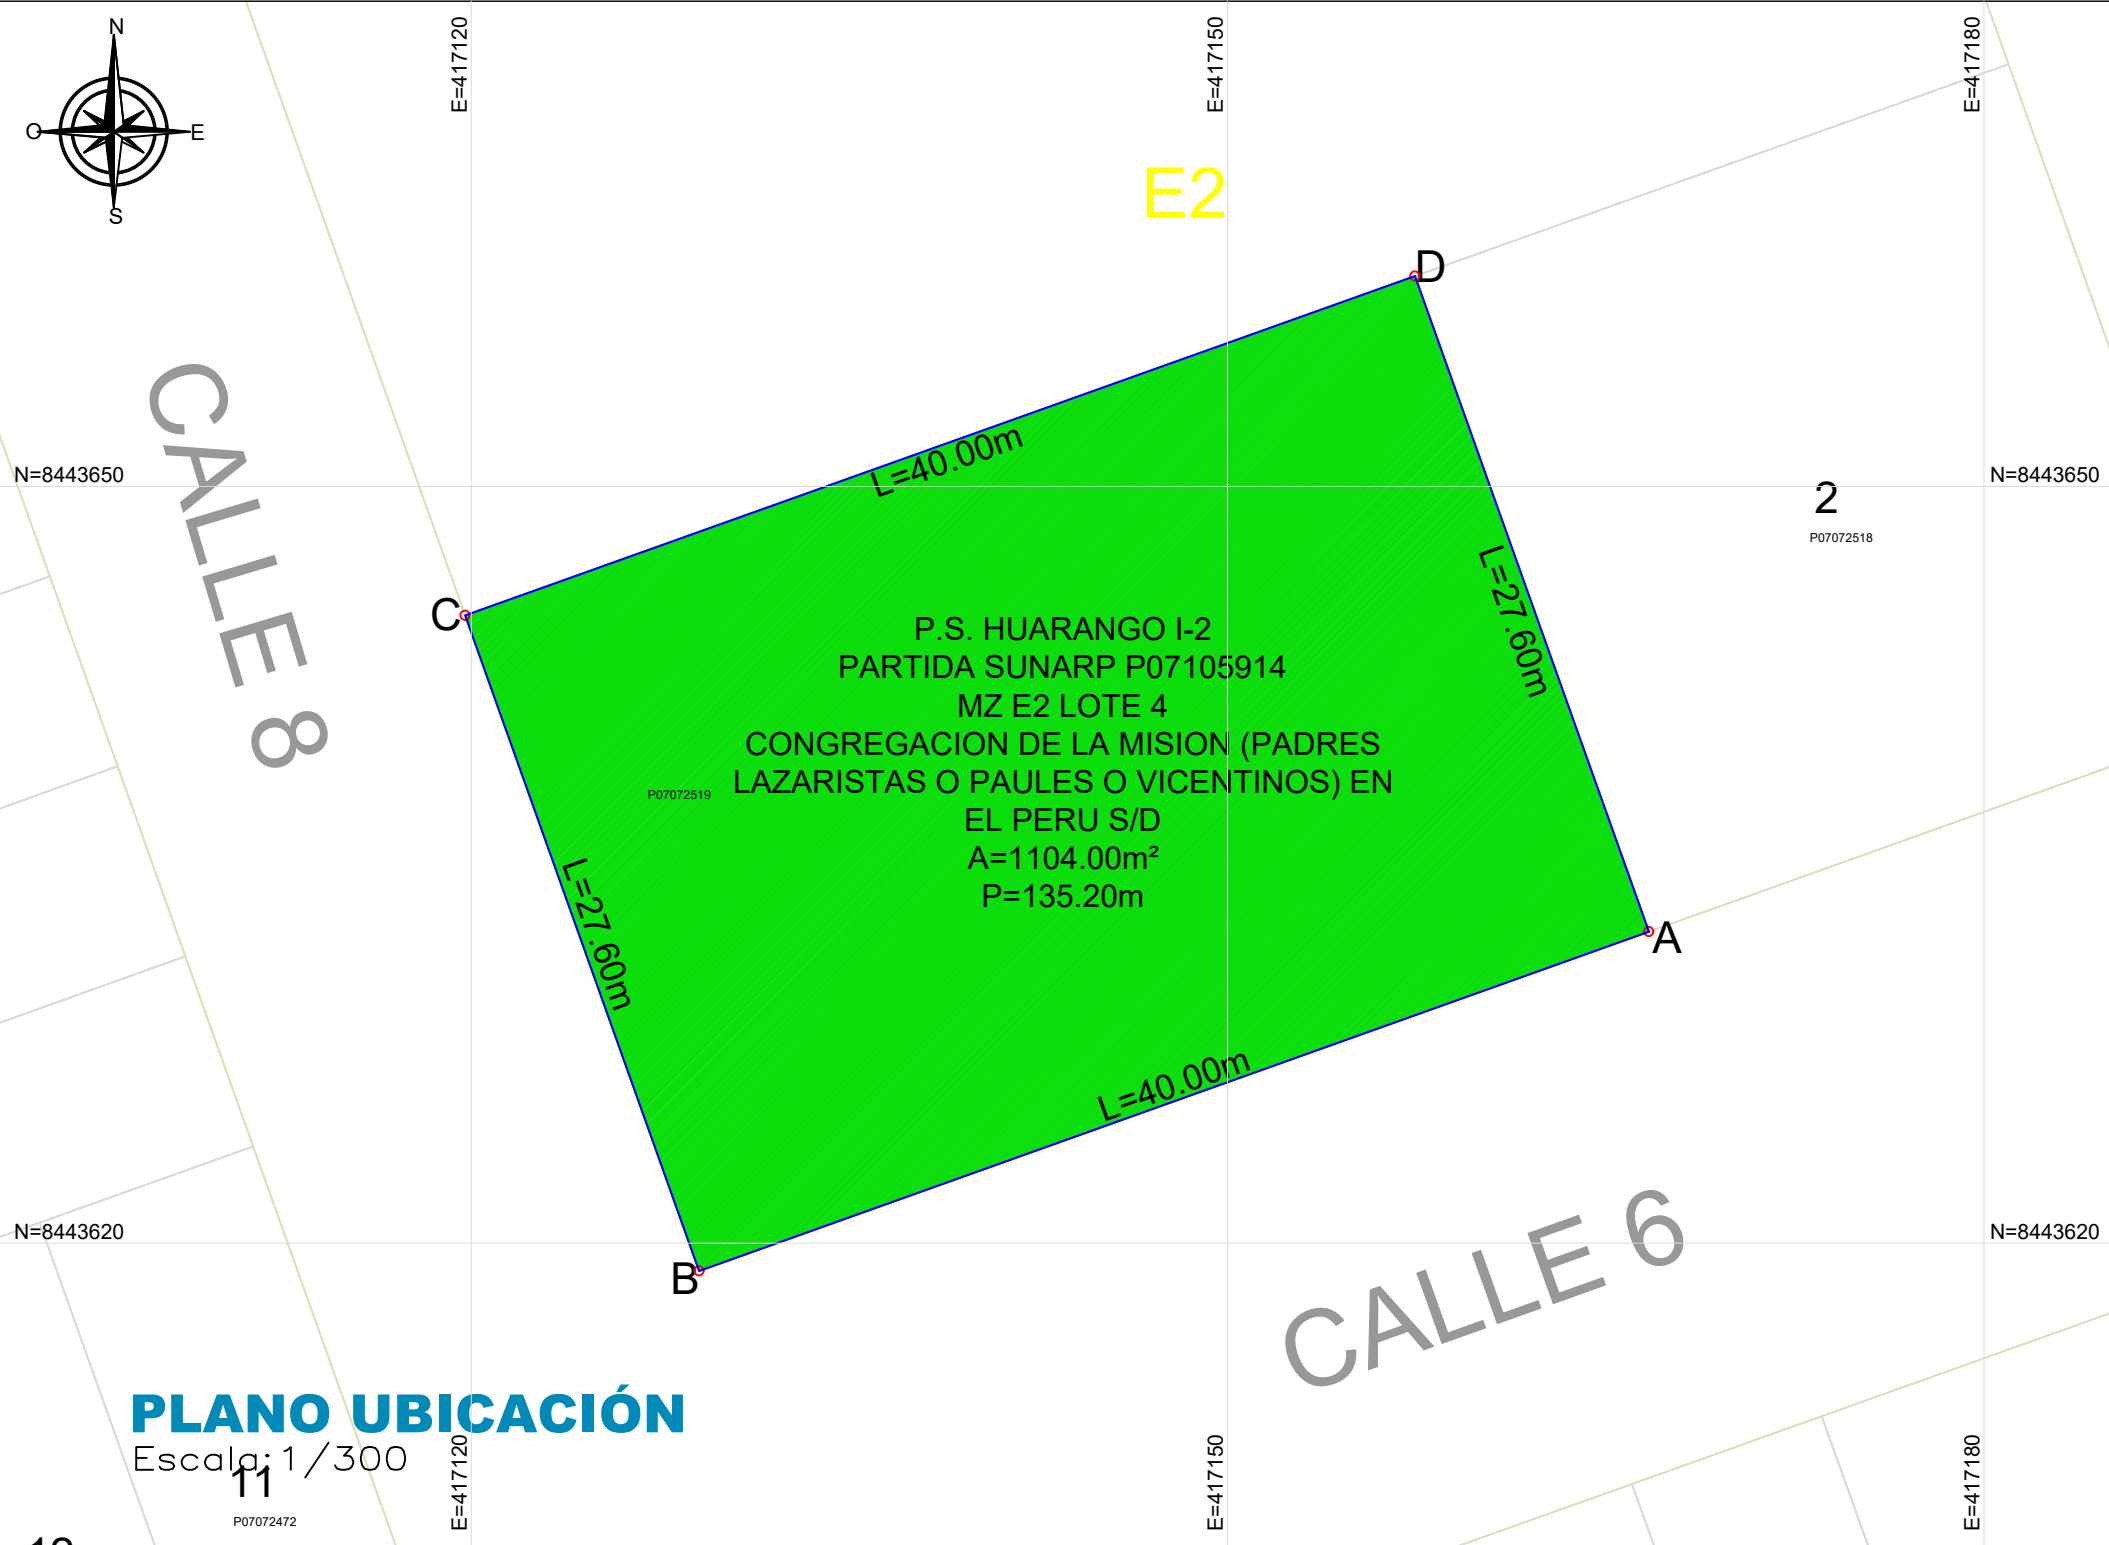 N
O
E
S
E=417120
E=417150
E=417180
E2
D
CALLE 8
L=40.00m
N=8443650
N=8443650
2
P07072518
L=27.60m
C
P.S. HUARANGO I-2
PARTIDA SUNARP P07105914
MZ E2 LOTE 4
CONGREGACION DE LA MISION (PADRES
LAZARISTAS O PAULES O VICENTINOS) EN
EL PERU S/D
A=1104.00m²
P=135.20m
P07072519
L=27.60m
A
L=40.00m
N=8443620
N=8443620
B
CALLE 6
PLANO UBICACIÓN
Escala: 1/300
11
P07072472
E=417120
E=417150
E=417180